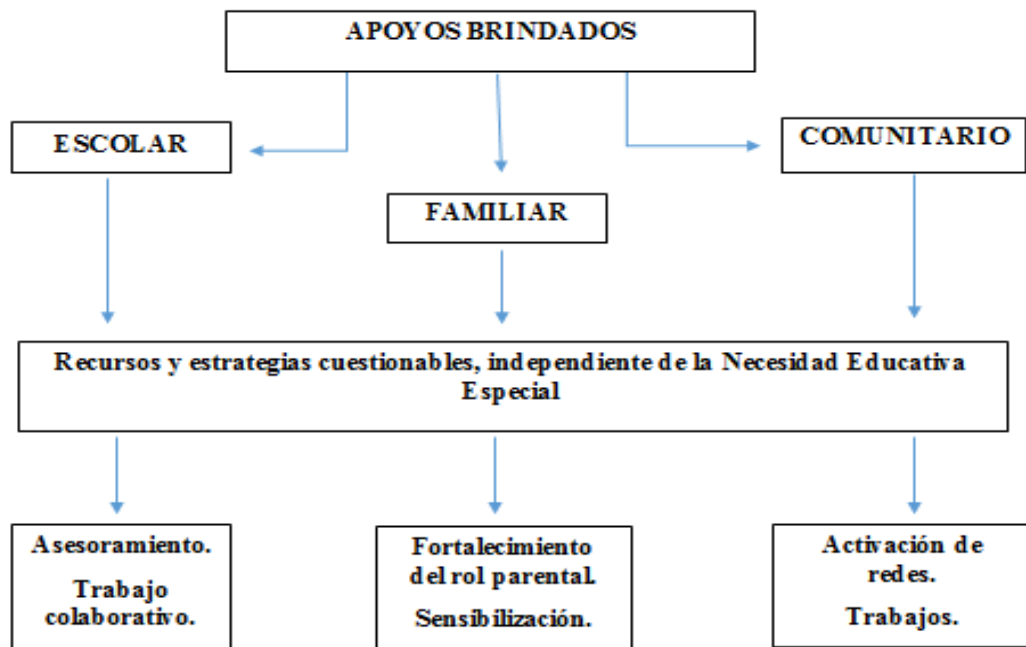 APOYOS BRINDADOS
ESCOLAR
COMUNITARIO
FAMILIAR
Recursos y estrategias cuestionables, independiente de la Necesidad Educativa
Especial
Asesoramiento.
Trabajo
colaborativo.
Fortalecimiento
del rol parental.
Sensibilización.
Activación de
redes.
Trabajos.